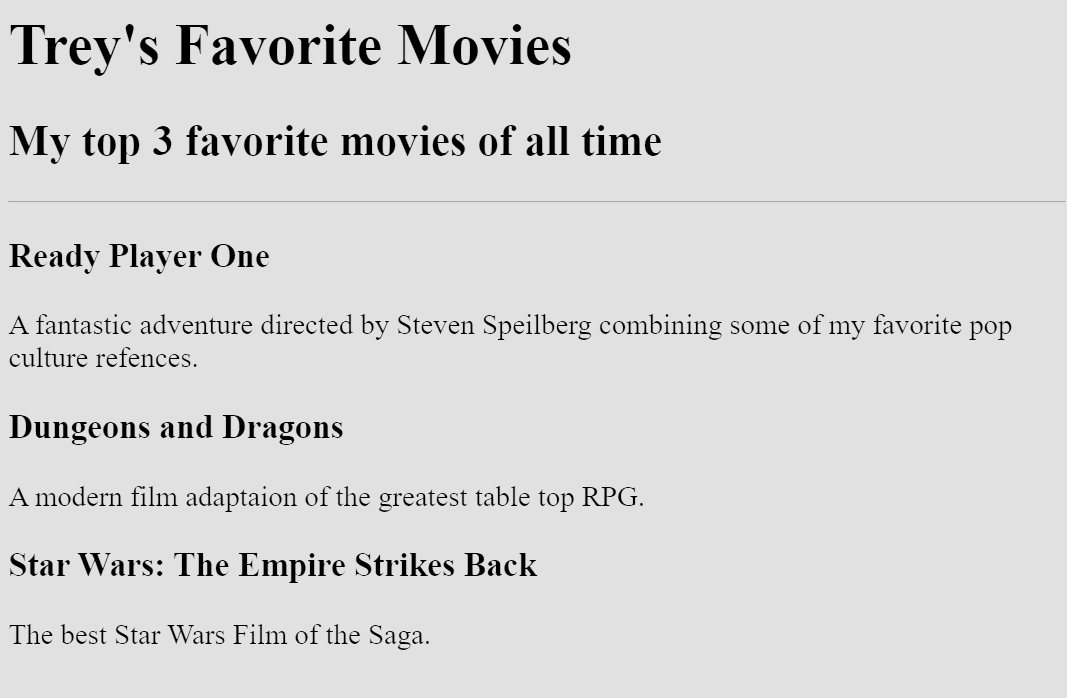 Trey's Favorite Movies
My top 3 favorite movies of all time
Ready Player One
A fantastic adventure directed by Steven Speilberg combining some of my favorite pop
culture refences.
Dungeons and Dragons
A modern film adaptaion of the greatest table top RPG.
Star Wars: The Empire Strikes Back
The best Star Wars Film of the Saga.